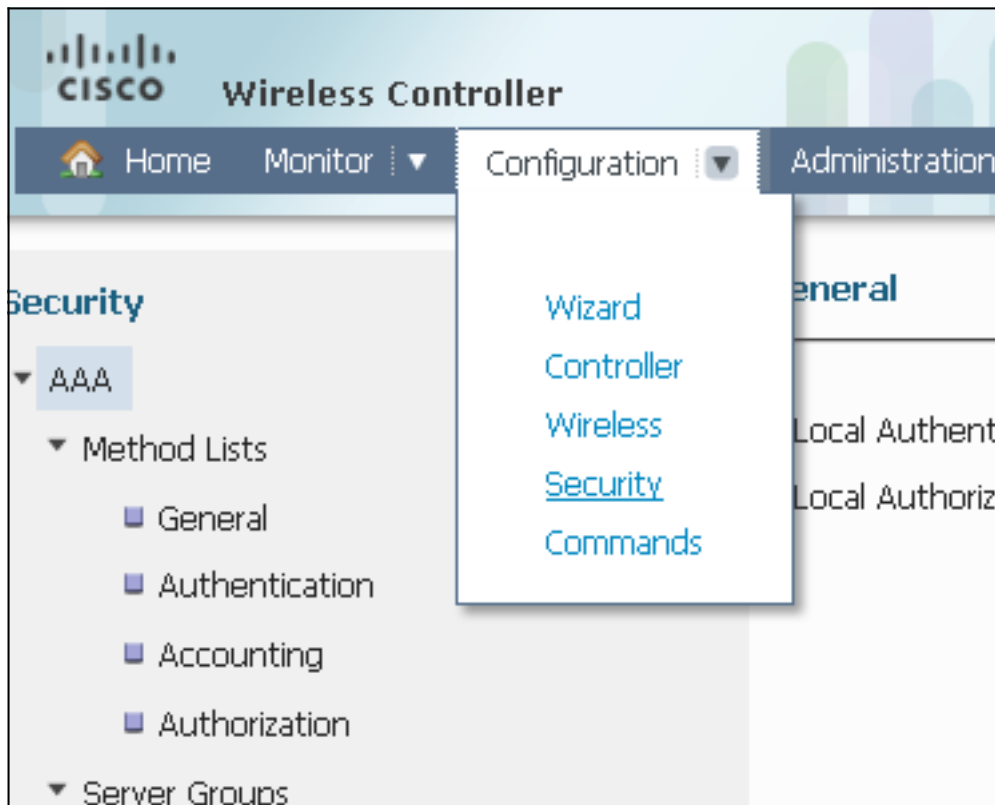 CISCO
Wireless Controller
Home Monitor Configuration Administration
Wizard
Controller
Wireless
Security
Commands
Security
AAA
Method Lists
General
Authentication
Accounting
Authorization
Server Groups
eneral
Local Authent
Local Authoriz